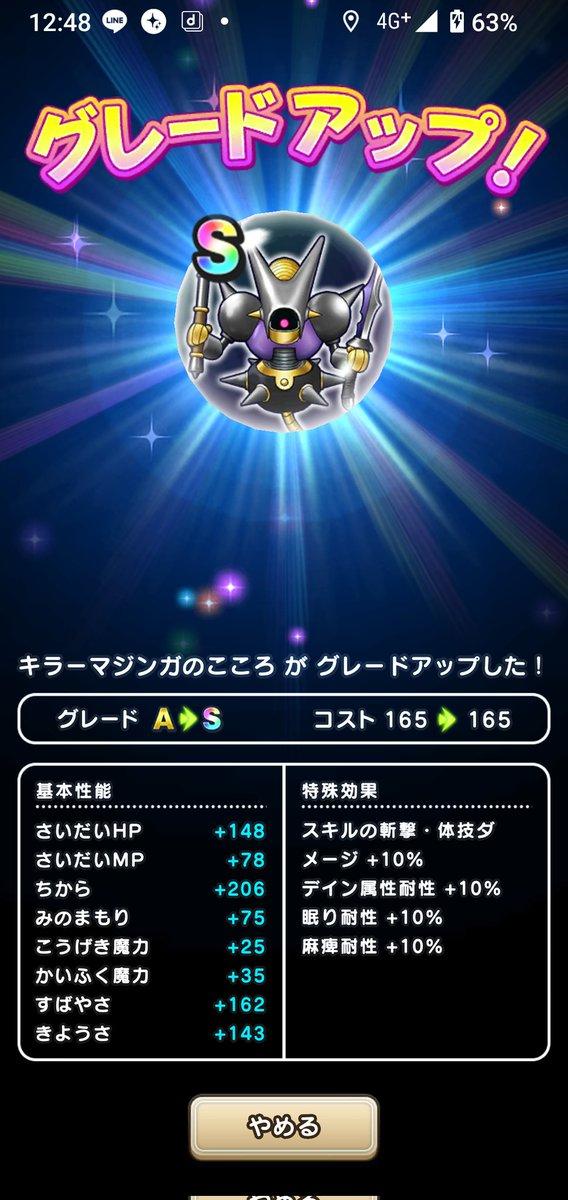 12:48 LINE d 4G+ 63%
グレードアップ!
S
キラーマジンガのこころ が グレードアップした!
グレード A S コスト 165 165
基本性能
さいだいHP +148
さいだいMP +78
ちから +206
みのまもり +75
こうげき魔力 +25
かいふく魔力 +35
すばやさ +162
きようさ +143
特殊効果
スキルの斬撃・体技ダ
メージ +10%
デイン属性耐性 +10%
眠り耐性 +10%
麻痺耐性 +10%
やめる